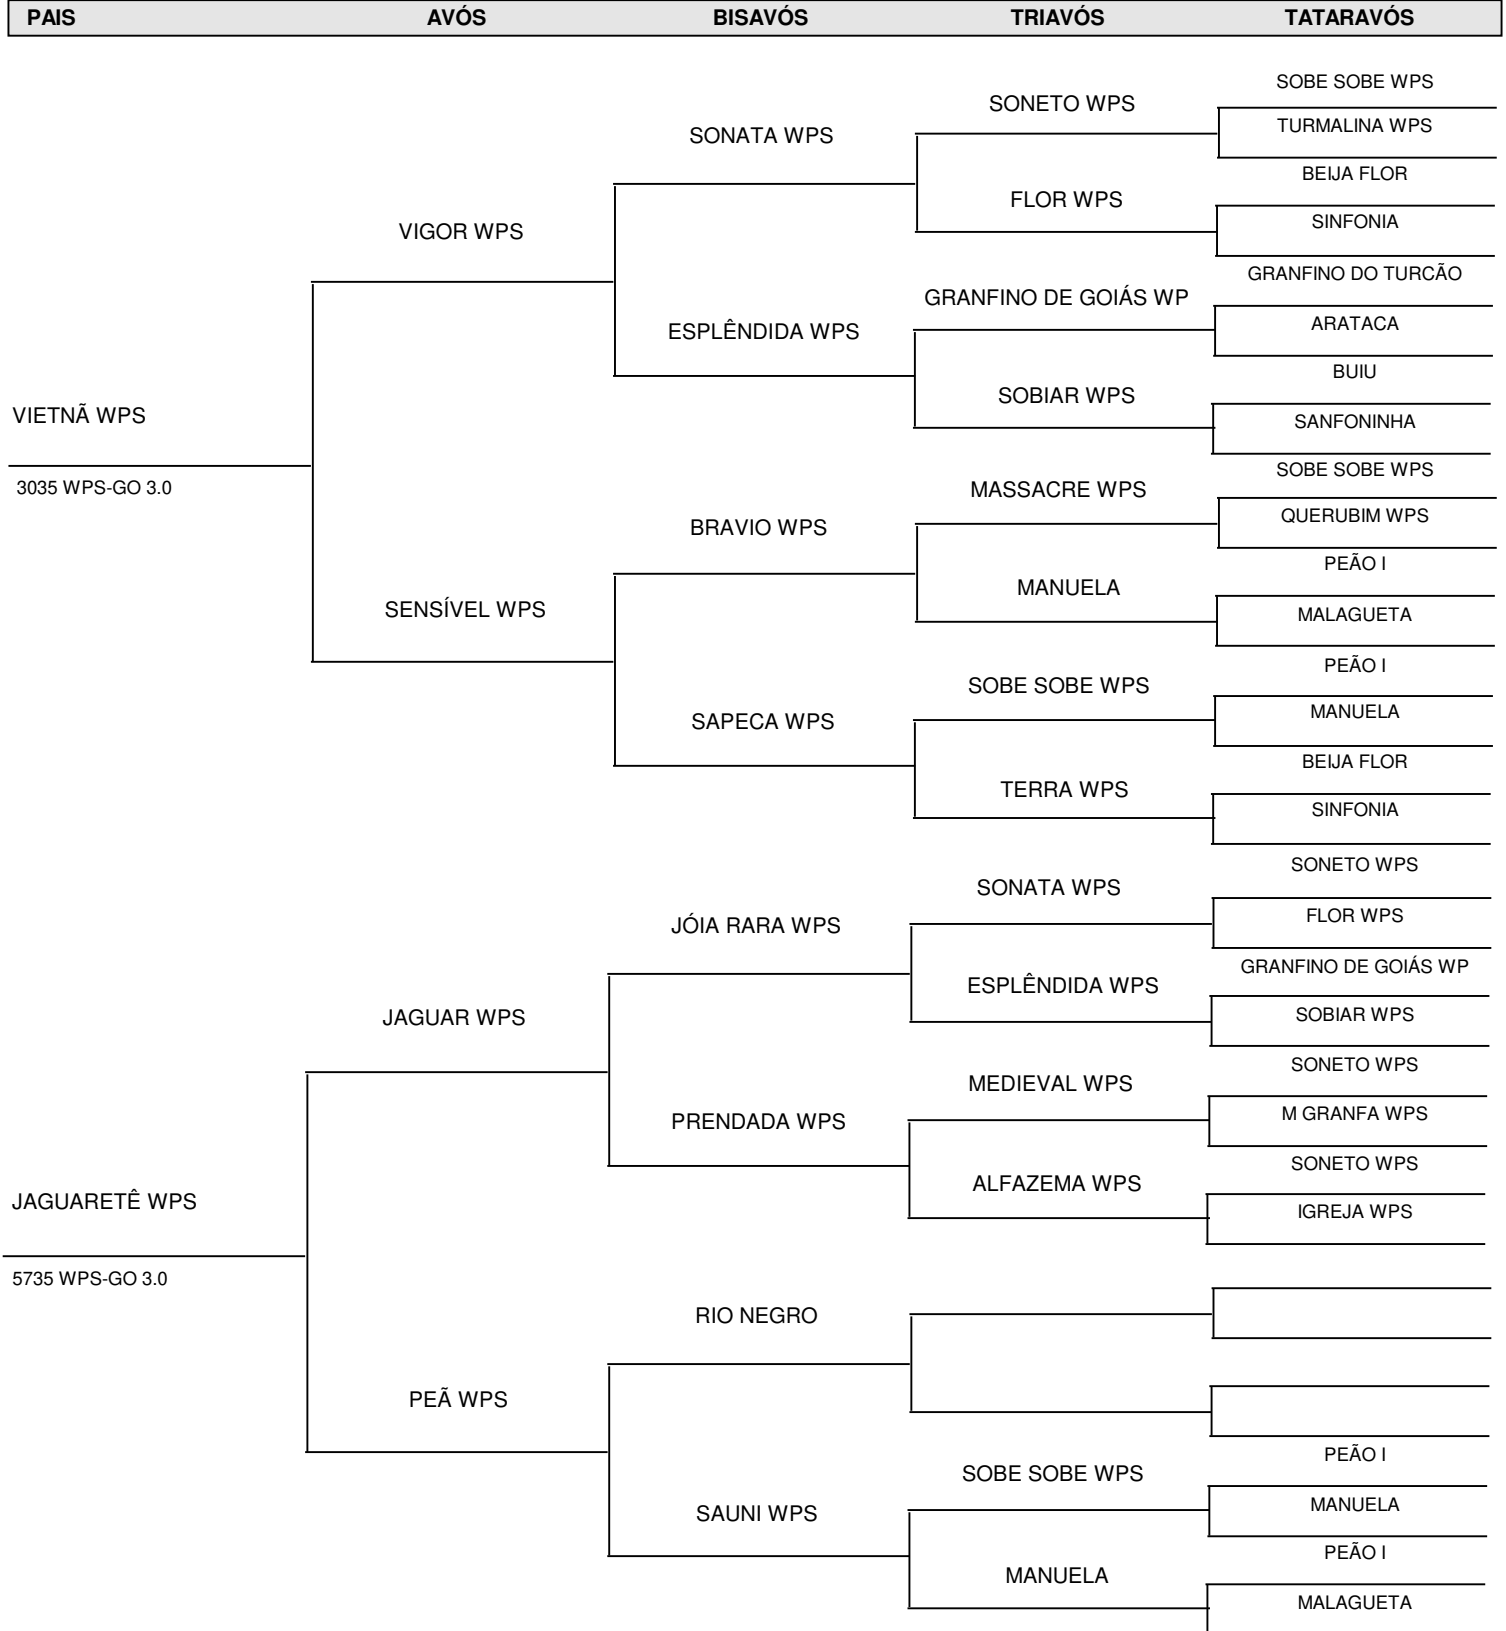 PAIS AVÓS BISAVÓS TRIAVÓS TATARAVÓS
SOBE SOBE WPS
SONETO WPS
TURMALINA WPS
SONATA WPS
BEIJA FLOR
FLOR WPS
SINFONIA
VIGOR WPS
GRANFINO DO TURCÃO
GRANFINO DE GOIÁS WP
ARATACA
ESPLÊNDIDA WPS
BUIU
SOBIAR WPS
SANFONINHA
VIETNÃ WPS
3035 WPS-GO 3.0
SOBE SOBE WPS
MASSACRE WPS
QUERUBIM WPS
BRAVIO WPS
PEÃO I
MANUELA
MALAGUETA
SENSÍVEL WPS
PEÃO I
SOBE SOBE WPS
MANUELA
SAPECA WPS
BEIJA FLOR
TERRA WPS
SINFONIA
SONETO WPS
SONATA WPS
FLOR WPS
JÓIA RARA WPS
GRANFINO DE GOIÁS WP
ESPLÊNDIDA WPS
SOBIAR WPS
JAGUAR WPS
SONETO WPS
MEDIEVAL WPS
M GRANFA WPS
PRENDADA WPS
SONETO WPS
ALFAZEMA WPS
IGREJA WPS
JAGUARETÊ WPS
5735 WPS-GO 3.0
RIO NEGRO
PEÃ WPS
PEÃO I
SOBE SOBE WPS
MANUELA
SAUNI WPS
PEÃO I
MANUELA
MALAGUETA